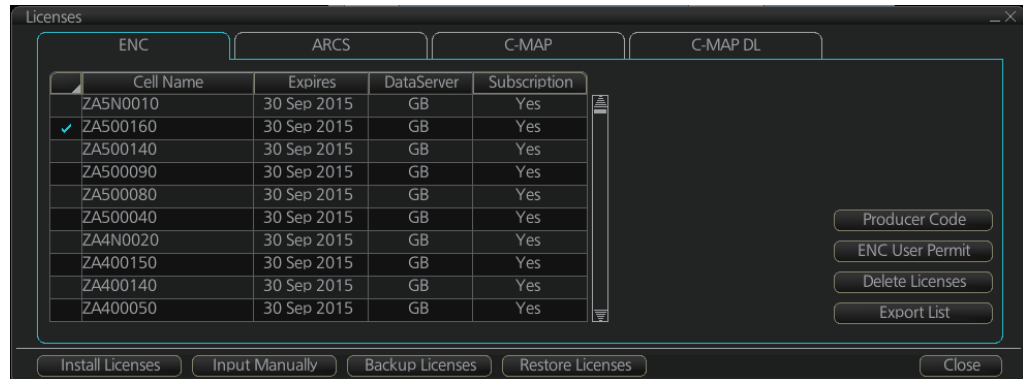 Licenses
ENC ARCS C-MAP C-MAP DL
Cell Name Expires DataServer Subscription
ZA5N0010 30 Sep 2015 GB Yes
ZA500160 30 Sep 2015 GB Yes
ZA500140 30 Sep 2015 GB Yes
ZA500090 30 Sep 2015 GB Yes
ZA500080 30 Sep 2015 GB Yes
ZA500040 30 Sep 2015 GB Yes
ZA4N0020 30 Sep 2015 GB Yes
ZA400150 30 Sep 2015 GB Yes
ZA400140 30 Sep 2015 GB Yes
ZA400050 30 Sep 2015 GB Yes
Producer Code
ENC User Permit
Delete Licenses
Export List
Install Licenses Input Manually Backup Licenses Restore Licenses Close